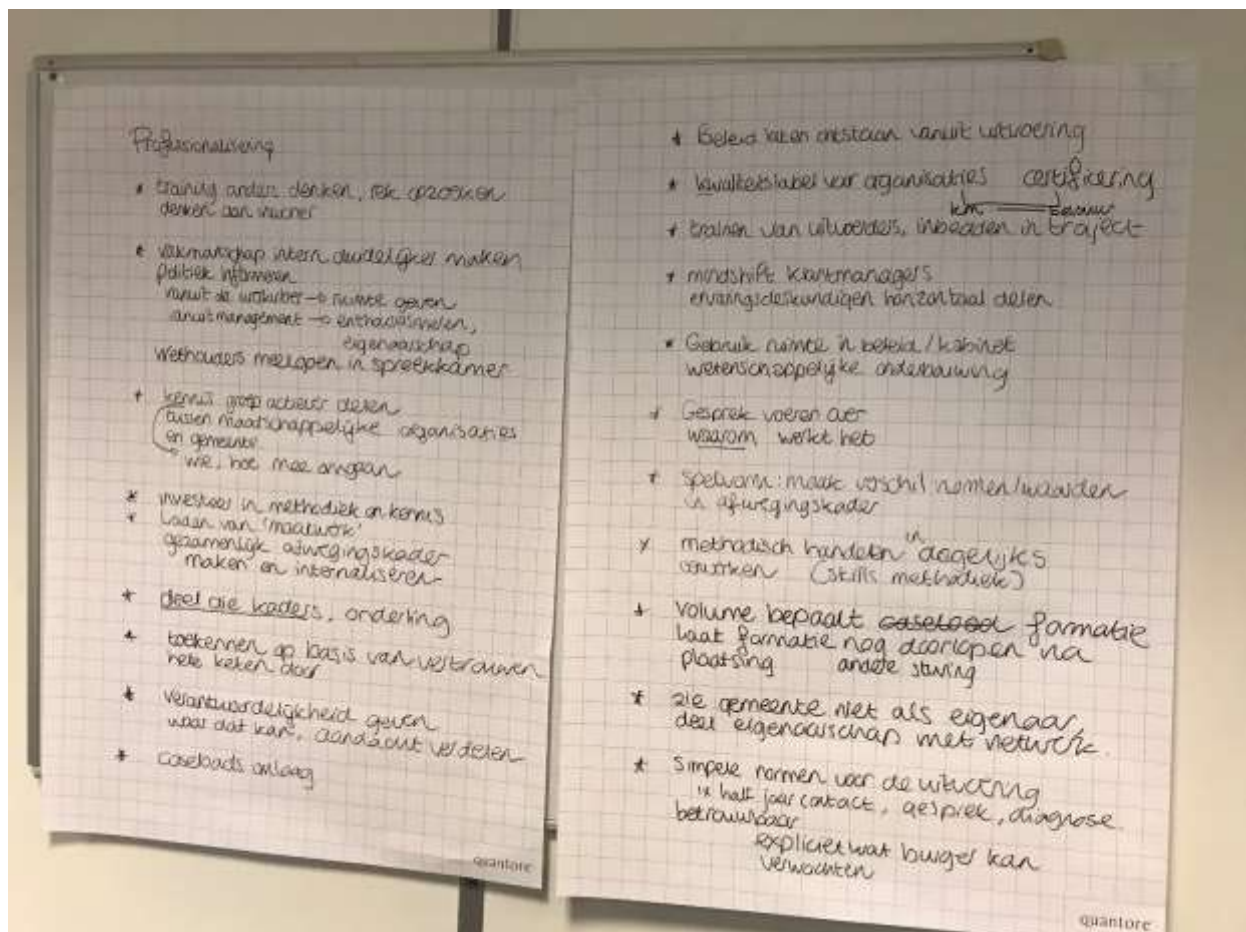 Professionalisering
* training anders denken, rek opzoeken
denken aan voucher
* vakmanschap intern duidelijker maken
politiek informeren
vanuit de werkvloer → ruimte geven
vanuit management → enthousiasmeren,
eigenaarschap
Wethouders meelopen in spreekkamer
* kennis groep actiever delen
tussen maatschappelijke organisaties
en gemeente
wie, hoe mee omgaan
* investeer in methodiek en kennis
* Laden van 'maatwerk'
gezamenlijk afwegingskader
maken en internaliseren
* deel die kaders, onderling
* toekennen op basis van vertrouwen
hele keten door
* verantwoordelijkheid geven
waar dat kan, aandacht verdelen
* caseloads omlaag
quantore
* Beleid laten ontstaan vanuit uitvoering
* kwaliteitslabel voor organisaties certificering
km
* trainen van uitvoerders, inbedden in traject
* mindshift klantmanagers
ervaringsdeskundigen horizontaal delen
* Gebruik ruimte in beleid/kabinet
wetenschappelijke onderbouwing
* Gesprek voeren over
waarom werkt het
* spelvorm: maak verschil normen/waarden
in afwegingskader
* methodisch handelen in dagelijks
(skills methodiek)
* volume bepaalt caseload formatie
laat formatie nog doorlopen na
plaatsing andere sturing
* zie gemeente niet als eigenaar,
deel eigenaarschap met netwerk.
* Simpele normen voor de uitvoering
1x half jaar contact, gesprek, diagnose.
betrouwbaar
expliciet wat burger kan
verwachten
quantore